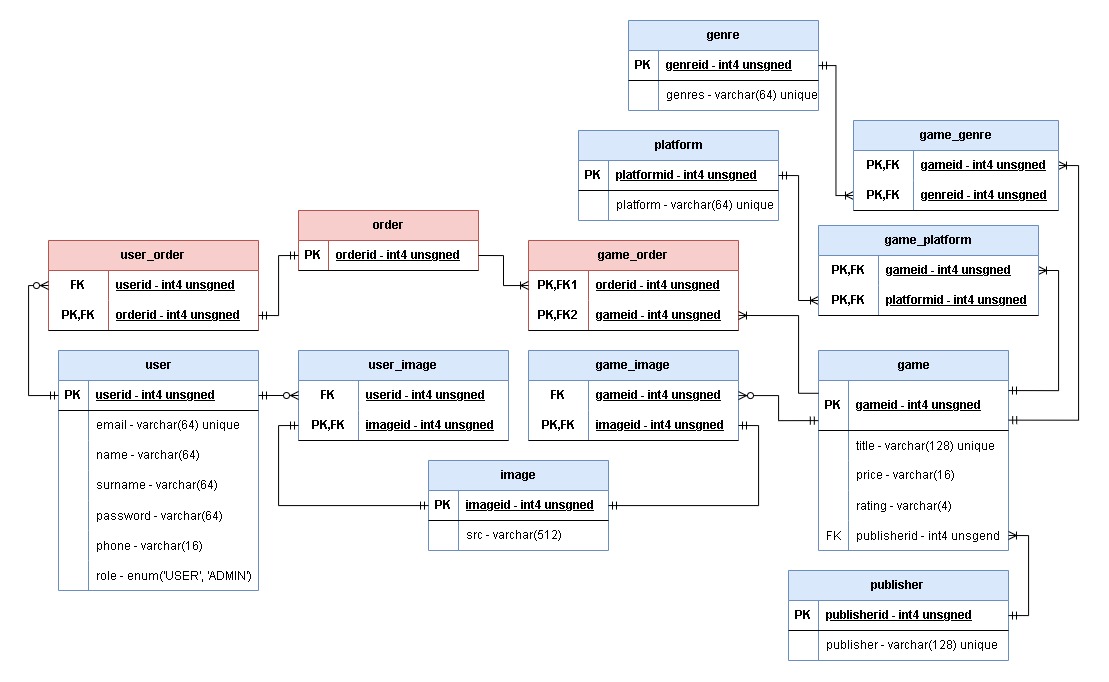 genre
PK genreid - int4 unsgned
genres - varchar(64) unique
game_genre
PK,FK gameid - int4 unsgned
PK,FK genreid - int4 unsgned
platform
PK platformid - int4 unsgned
platform - varchar(64) unique
game_platform
PK,FK gameid - int4 unsgned
PK,FK platformid - int4 unsgned
order
PK orderid - int4 unsgned
user_order
FK userid - int4 unsgned
PK,FK orderid - int4 unsgned
game_order
PK,FK1 orderid - int4 unsgned
PK,FK2 gameid - int4 unsgned
user
PK userid - int4 unsgned
email - varchar(64) unique
name - varchar(64)
surname - varchar(64)
password - varchar(64)
phone - varchar(16)
role - enum('USER', 'ADMIN')
user_image
FK userid - int4 unsgned
PK,FK imageid - int4 unsgned
game_image
FK gameid - int4 unsgned
PK,FK imageid - int4 unsgned
image
PK imageid - int4 unsgned
src - varchar(512)
game
PK gameid - int4 unsgned
title - varchar(128) unique
price - varchar(16)
rating - varchar(4)
FK publisherid - int4 unsgend
publisher
PK publisherid - int4 unsgned
publisher - varchar(128) unique